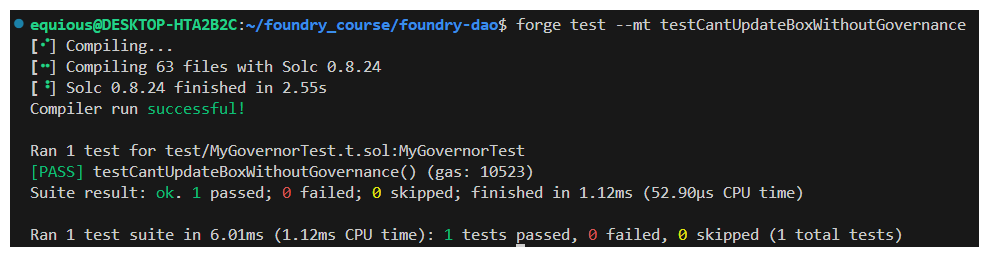 equious@DESKTOP-HTA2B2C:~/foundry_course/foundry-dao$ forge test --mt testCantUpdateBoxWithoutGovernance
[⠊] Compiling...
[⠒] Compiling 63 files with Solc 0.8.24
[⠘] Solc 0.8.24 finished in 2.55s
Compiler run successful!
Ran 1 test for test/MyGovernorTest.t.sol:MyGovernorTest
[PASS] testCantUpdateBoxWithoutGovernance() (gas: 10523)
Suite result: ok. 1 passed; 0 failed; 0 skipped; finished in 1.12ms (52.90µs CPU time)
Ran 1 test suite in 6.01ms (1.12ms CPU time): 1 tests passed, 0 failed, 0 skipped (1 total tests)